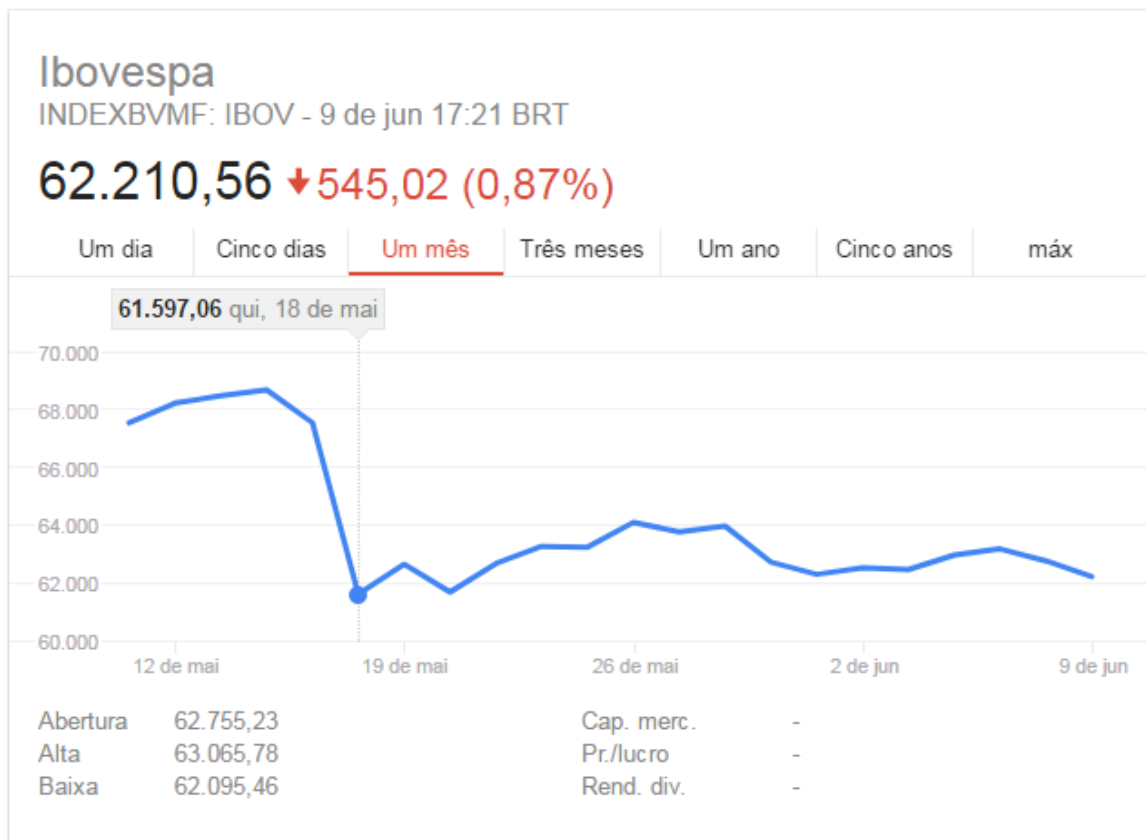 Ibovespa
INDEXBVMF: IBOV - 9 de jun 17:21 BRT
62.210,56 545,02 (0,87%)
Um dia Cinco dias Um mês Três meses Um ano Cinco anos máx
61.597,06 qui, 18 de mai
70.000
68.000
66.000
64.000
62.000
60.000
12 de mai 19 de mai 26 de mai 2 de jun 9 de jun
Abertura 62.755,23 Cap. merc. -
Alta 63.065,78 Pr./lucro -
Baixa 62.095,46 Rend. div. -